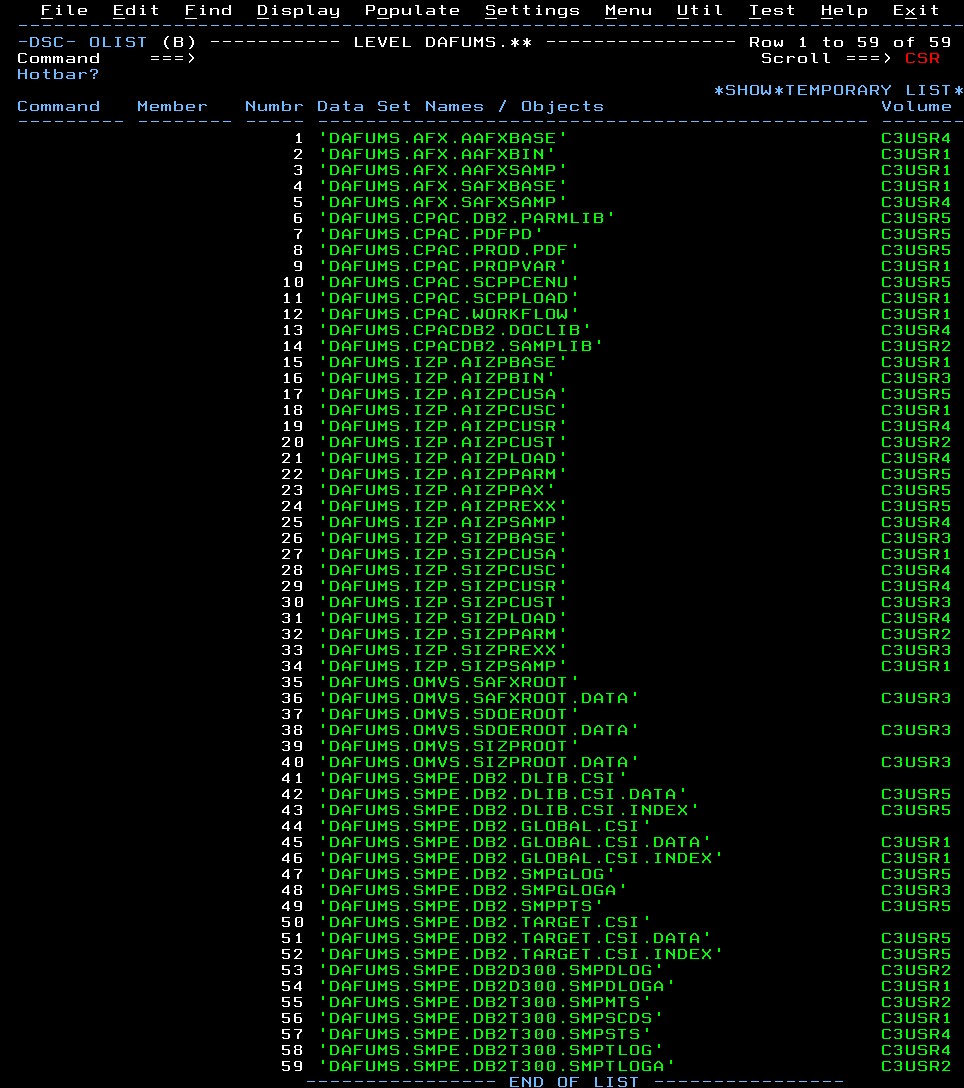 File  Edit  Find  Display  Populate  Settings  Menu  Util  Test  Help  Exit
-DSC- OLIST (B) ----------- LEVEL DAFUMS.** ---------------- Row 1 to 59 of 59
Command    ===> Scroll ===> CSR
Hotbar?
*SHOW*TEMPORARY LIST*
Command   Member   Numbr Data Set Names / Objects Volume
1 'DAFUMS.AFX.AAFXBASE' C3USR4
2 'DAFUMS.AFX.AAFXBIN' C3USR1
3 'DAFUMS.AFX.AAFXSAMP' C3USR1
4 'DAFUMS.AFX.SAFXBASE' C3USR1
5 'DAFUMS.AFX.SAFXSAMP' C3USR4
6 'DAFUMS.CPAC.DB2.PARMLIB' C3USR5
7 'DAFUMS.CPAC.PDFPD' C3USR5
8 'DAFUMS.CPAC.PROD.PDF' C3USR5
9 'DAFUMS.CPAC.PROPVAR' C3USR1
10 'DAFUMS.CPAC.SCPPCENU' C3USR5
11 'DAFUMS.CPAC.SCPPLOAD' C3USR1
12 'DAFUMS.CPAC.WORKFLOW' C3USR1
13 'DAFUMS.CPACDB2.DOCLIB' C3USR4
14 'DAFUMS.CPACDB2.SAMPLIB' C3USR2
15 'DAFUMS.IZP.AIZPBASE' C3USR1
16 'DAFUMS.IZP.AIZPBIN' C3USR3
17 'DAFUMS.IZP.AIZPCUSA' C3USR5
18 'DAFUMS.IZP.AIZPCUSC' C3USR1
19 'DAFUMS.IZP.AIZPCUSR' C3USR4
20 'DAFUMS.IZP.AIZPCUST' C3USR2
21 'DAFUMS.IZP.AIZPLOAD' C3USR4
22 'DAFUMS.IZP.AIZPPARM' C3USR5
23 'DAFUMS.IZP.AIZPPAX' C3USR5
24 'DAFUMS.IZP.AIZPREXX' C3USR5
25 'DAFUMS.IZP.AIZPSAMP' C3USR4
26 'DAFUMS.IZP.SIZPBASE' C3USR3
27 'DAFUMS.IZP.SIZPCUSA' C3USR1
28 'DAFUMS.IZP.SIZPCUSC' C3USR4
29 'DAFUMS.IZP.SIZPCUSR' C3USR4
30 'DAFUMS.IZP.SIZPCUST' C3USR3
31 'DAFUMS.IZP.SIZPLOAD' C3USR4
32 'DAFUMS.IZP.SIZPPARM' C3USR2
33 'DAFUMS.IZP.SIZPREXX' C3USR3
34 'DAFUMS.IZP.SIZPSAMP' C3USR1
35 'DAFUMS.OMVS.SAFXROOT'
36 'DAFUMS.OMVS.SAFXROOT.DATA' C3USR3
37 'DAFUMS.OMVS.SDOEROOT'
38 'DAFUMS.OMVS.SDOEROOT.DATA' C3USR3
39 'DAFUMS.OMVS.SIZPROOT'
40 'DAFUMS.OMVS.SIZPROOT.DATA' C3USR3
41 'DAFUMS.SMPE.DB2.DLIB.CSI'
42 'DAFUMS.SMPE.DB2.DLIB.CSI.DATA' C3USR5
43 'DAFUMS.SMPE.DB2.DLIB.CSI.INDEX' C3USR5
44 'DAFUMS.SMPE.DB2.GLOBAL.CSI'
45 'DAFUMS.SMPE.DB2.GLOBAL.CSI.DATA' C3USR1
46 'DAFUMS.SMPE.DB2.GLOBAL.CSI.INDEX' C3USR1
47 'DAFUMS.SMPE.DB2.SMPGLOG' C3USR5
48 'DAFUMS.SMPE.DB2.SMPGLOGA' C3USR3
49 'DAFUMS.SMPE.DB2.SMPPTS' C3USR5
50 'DAFUMS.SMPE.DB2.TARGET.CSI'
51 'DAFUMS.SMPE.DB2.TARGET.CSI.DATA' C3USR5
52 'DAFUMS.SMPE.DB2.TARGET.CSI.INDEX' C3USR5
53 'DAFUMS.SMPE.DB2D300.SMPDLOG' C3USR2
54 'DAFUMS.SMPE.DB2D300.SMPDLOGA' C3USR1
55 'DAFUMS.SMPE.DB2T300.SMPMTS' C3USR2
56 'DAFUMS.SMPE.DB2T300.SMPSCDS' C3USR1
57 'DAFUMS.SMPE.DB2T300.SMPSTS' C3USR4
58 'DAFUMS.SMPE.DB2T300.SMPTLOG' C3USR4
59 'DAFUMS.SMPE.DB2T300.SMPTLOGA' C3USR2
---------------- END OF LIST ----------------